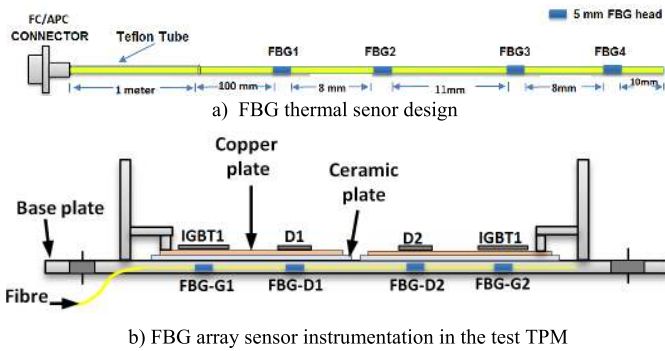 5 mm FBG head
FC/APC
CONNECTOR
Teflon Tube
FBG1
FBG2
FBG3
FBG4
1 meter
100 mm
8 mm
11mm
8mm
10mm
a) FBG thermal senor design
Copper
plate
Ceramic
plate
Base plate
IGBT1
D1
D2
IGBT1
Fibre
FBG-G1
FBG-D1
FBG-D2
FBG-G2
b) FBG array sensor instrumentation in the test TPM